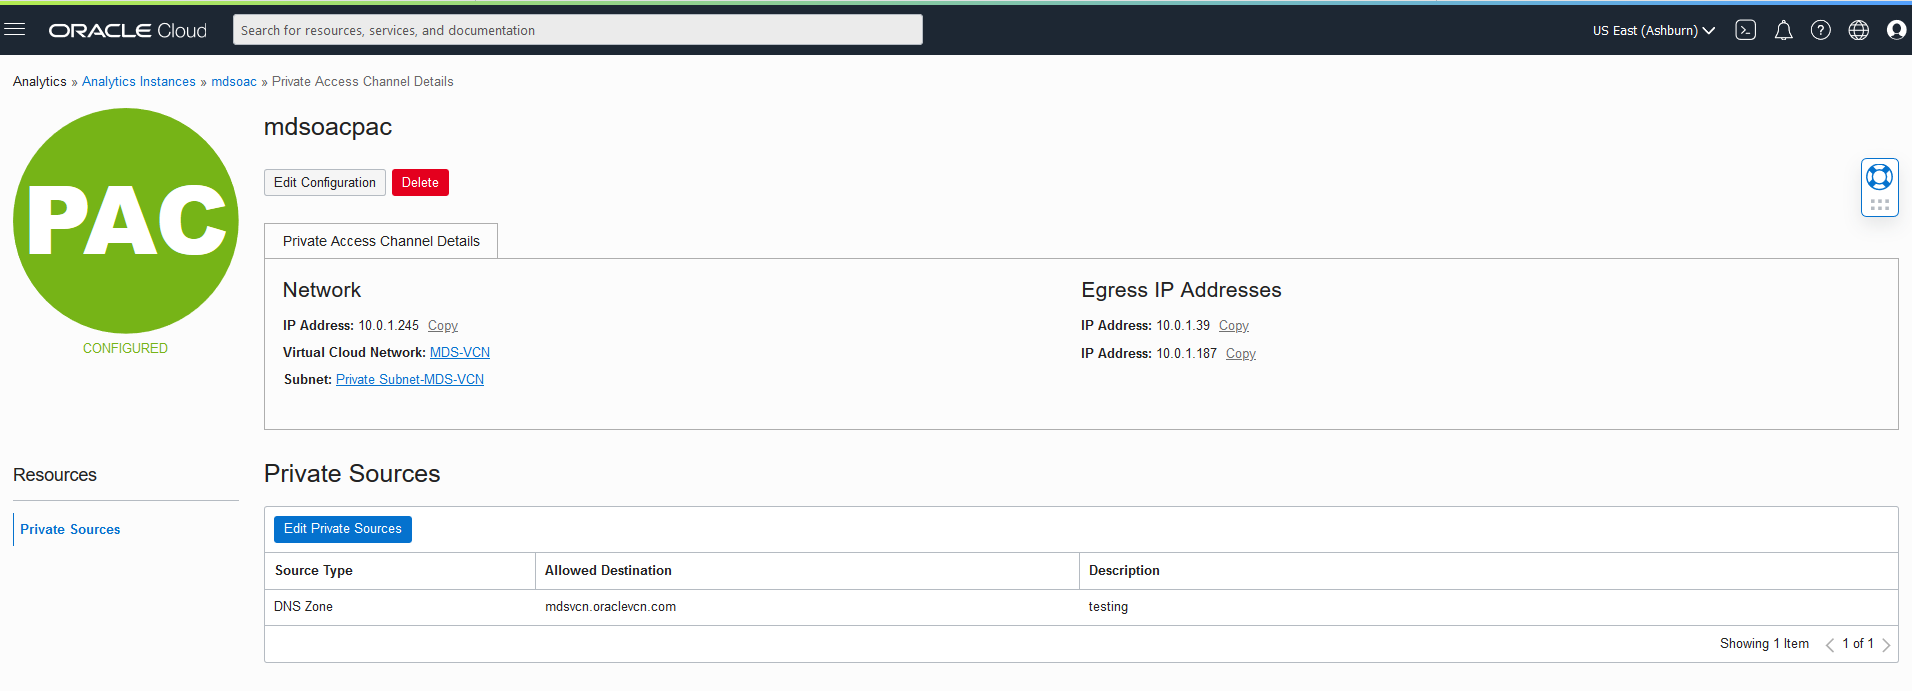 ORACLE Cloud
Search for resources, services, and documentation
US East (Ashburn)
Analytics » Analytics Instances » mdsoac » Private Access Channel Details
PAC
CONFIGURED
mdsoacpac
Edit Configuration
Delete
Private Access Channel Details
Network
IP Address: 10.0.1.245 Copy
Virtual Cloud Network: MDS-VCN
Subnet: Private Subnet-MDS-VCN
Egress IP Addresses
IP Address: 10.0.1.39 Copy
IP Address: 10.0.1.187 Copy
Resources
Private Sources
Private Sources
Edit Private Sources
Source Type Allowed Destination Description
DNS Zone mdsvcn.oraclevcn.com testing
Showing 1 Item 1 of 1